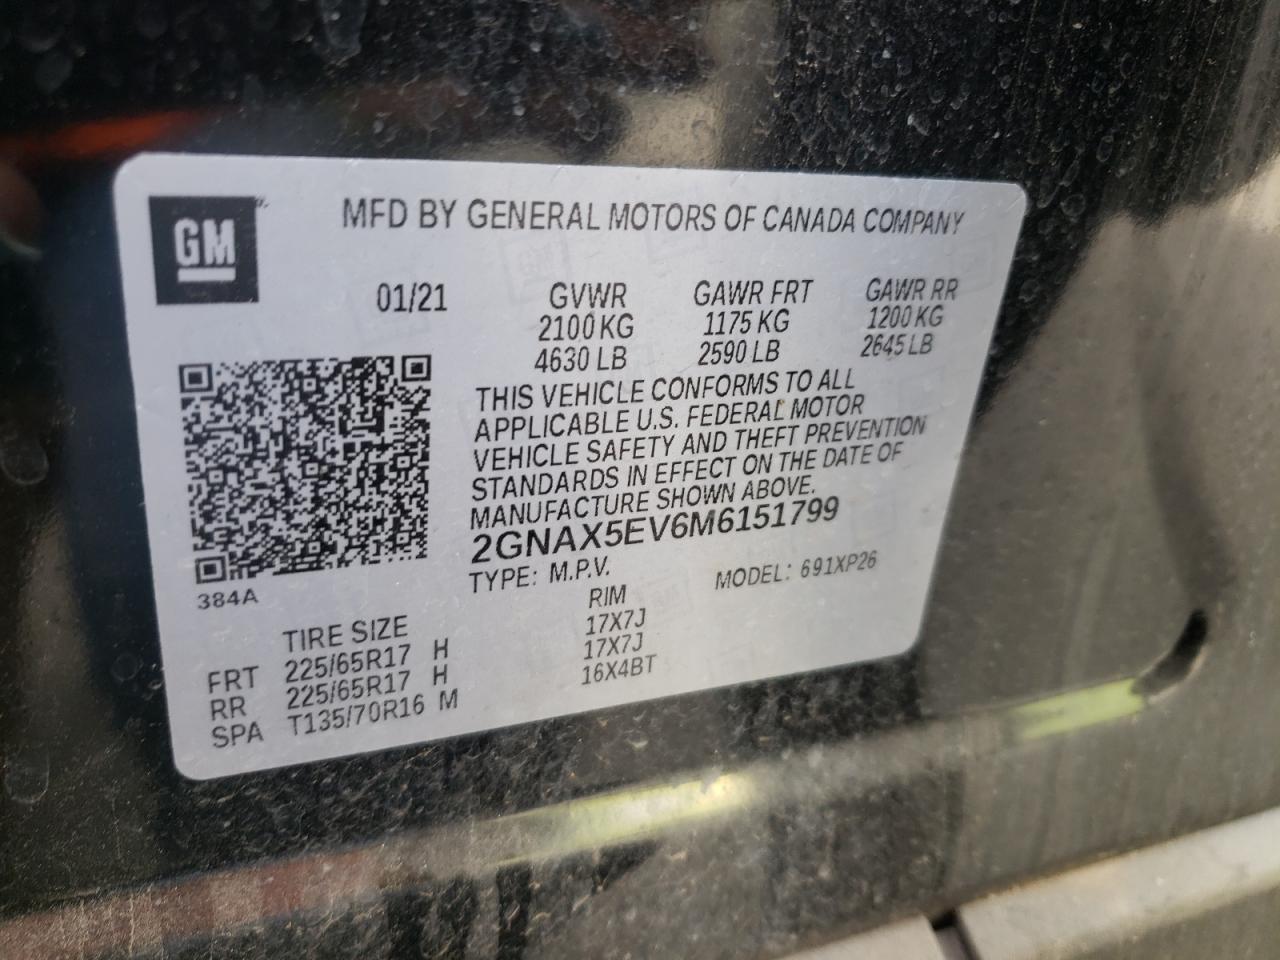 GM
MFD BY GENERAL MOTORS OF CANADA COMPANY
01/21 GVWR GAWR FRT GAWR RR
2100 KG 1175 KG 1200 KG
4630 LB 2590 LB 2645 LB
THIS VEHICLE CONFORMS TO ALL
APPLICABLE U.S. FEDERAL MOTOR
VEHICLE SAFETY AND THEFT PREVENTION
STANDARDS IN EFFECT ON THE DATE OF
MANUFACTURE SHOWN ABOVE.
2GNAX5EV6M6151799
TYPE: M.P.V. MODEL: 691XP26
384A
TIRE SIZE RIM
FRT 225/65R17 H 17X7J
RR 225/65R17 H 17X7J
SPA T135/70R16 M 16X4BT